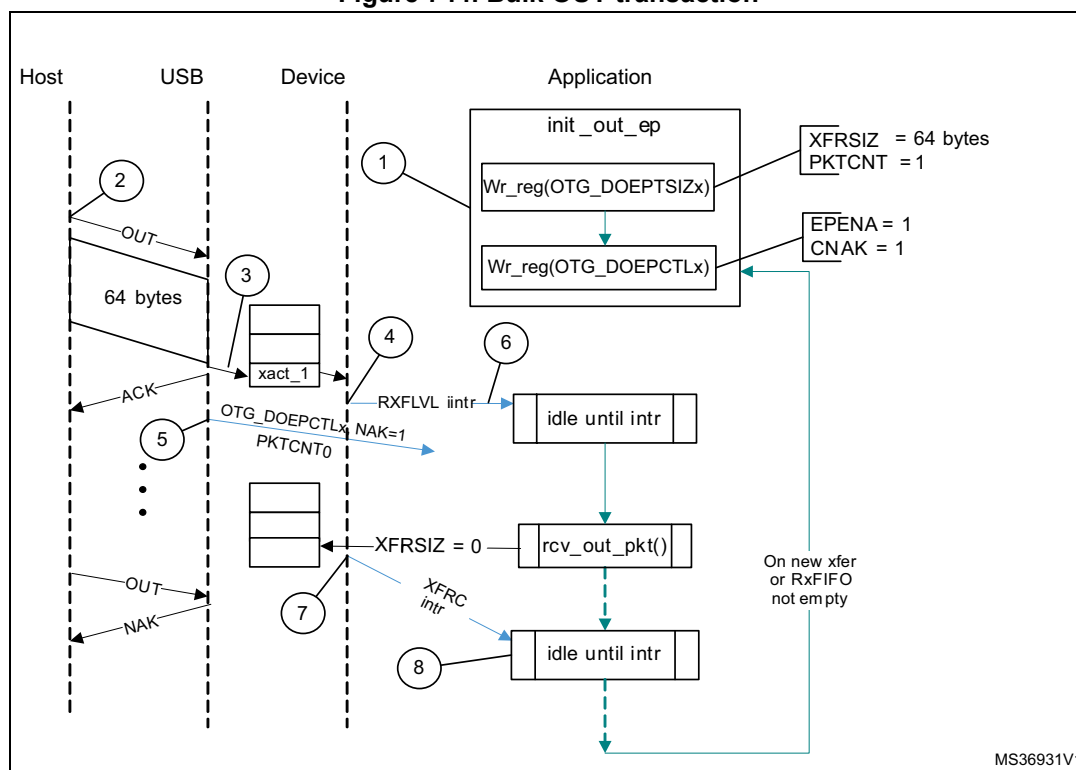 Host
USB
Device
Application
init _out_ep
1
Wr_reg(OTG_DOEPTSIZx)
XFRSIZ = 64 bytes
PKTCNT = 1
2
OUT
Wr_reg(OTG_DOEPCTLx)
EPENA = 1
CNAK = 1
3
64 bytes
4
6
xact_1
ACK
RXFLVL iintr
idle until intr
5
OTG_DOEPCTLx, NAK=1
PKTCNT0
XFRSIZ = 0
rcv_out_pkt()
On new xfer
or RxFIFO
not empty
OUT
7
XFRC
intr
NAK
8
idle until intr
MS36931V1